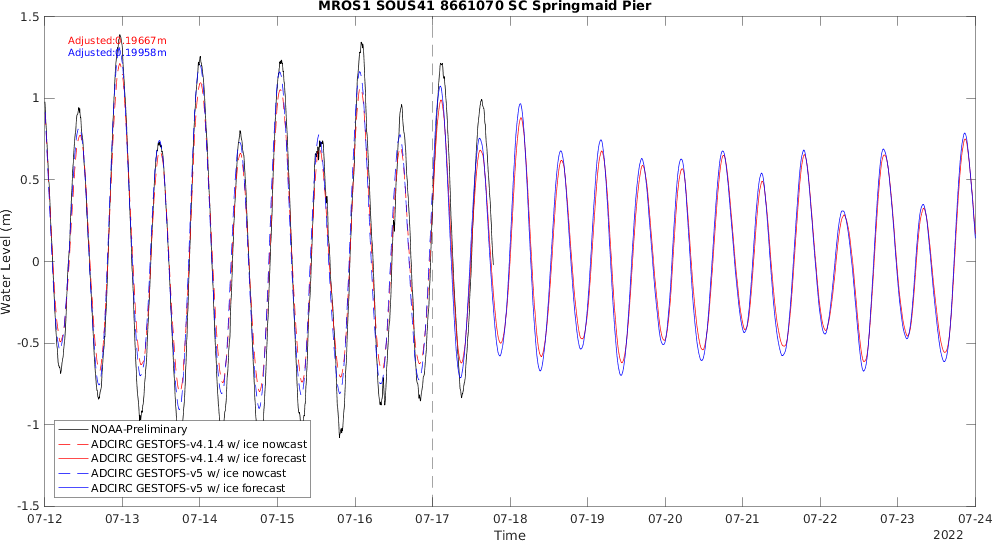 MROS1 SOUS41 8661070 SC Springmaid Pier
Adjusted:0.19667m
Adjusted:0.19958m
Water Level (m)
1.5
1
0.5
0
-0.5
-1
-1.5
NOAA-Preliminary
ADCIRC GESTOFS-v4.1.4 w/ ice nowcast
ADCIRC GESTOFS-v4.1.4 w/ ice forecast
ADCIRC GESTOFS-v5 w/ ice nowcast
ADCIRC GESTOFS-v5 w/ ice forecast
07-12 07-13 07-14 07-15 07-16 07-17 07-18 07-19 07-20 07-21 07-22 07-23 07-24
Time
2022